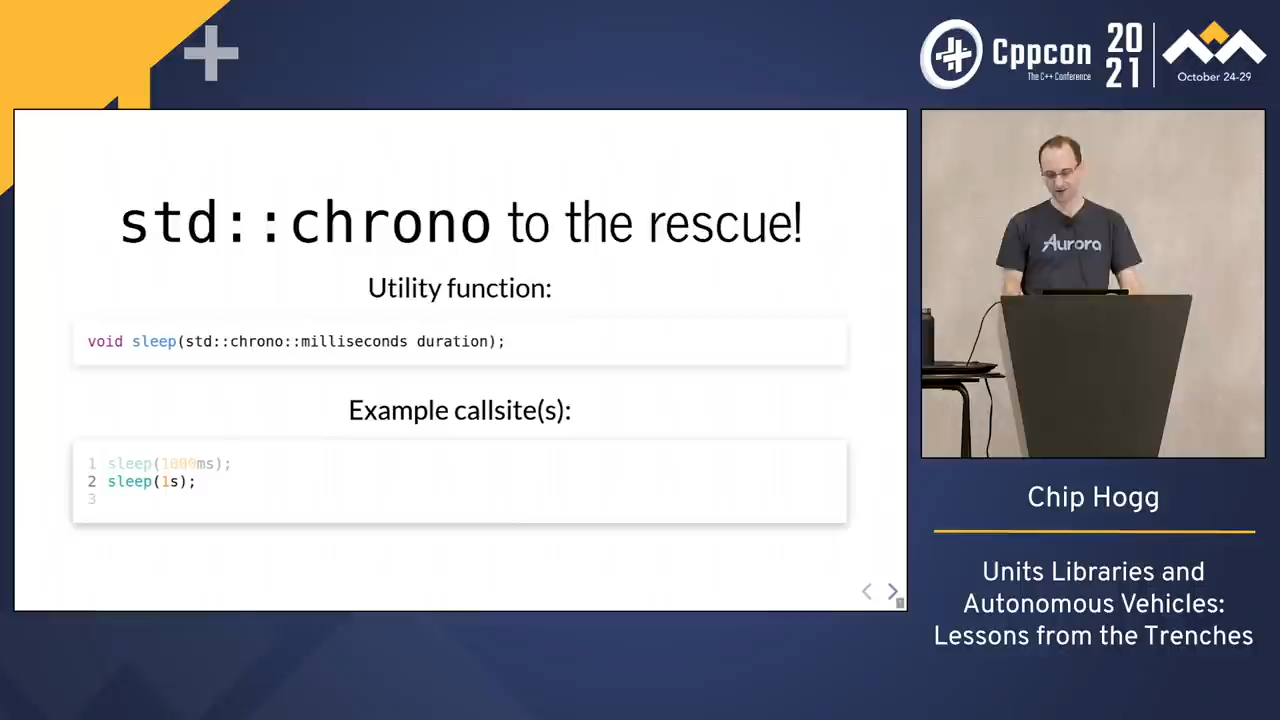 Cppcon
The C++ Conference
20
21
October 24-29
std::chrono to the rescue!
Utility function:
void sleep(std::chrono::milliseconds duration);
Example callsite(s):
1 sleep(1000ms);
2 sleep(1s);
3
Aurora
Chip Hogg
Units Libraries and
Autonomous Vehicles:
Lessons from the Trenches